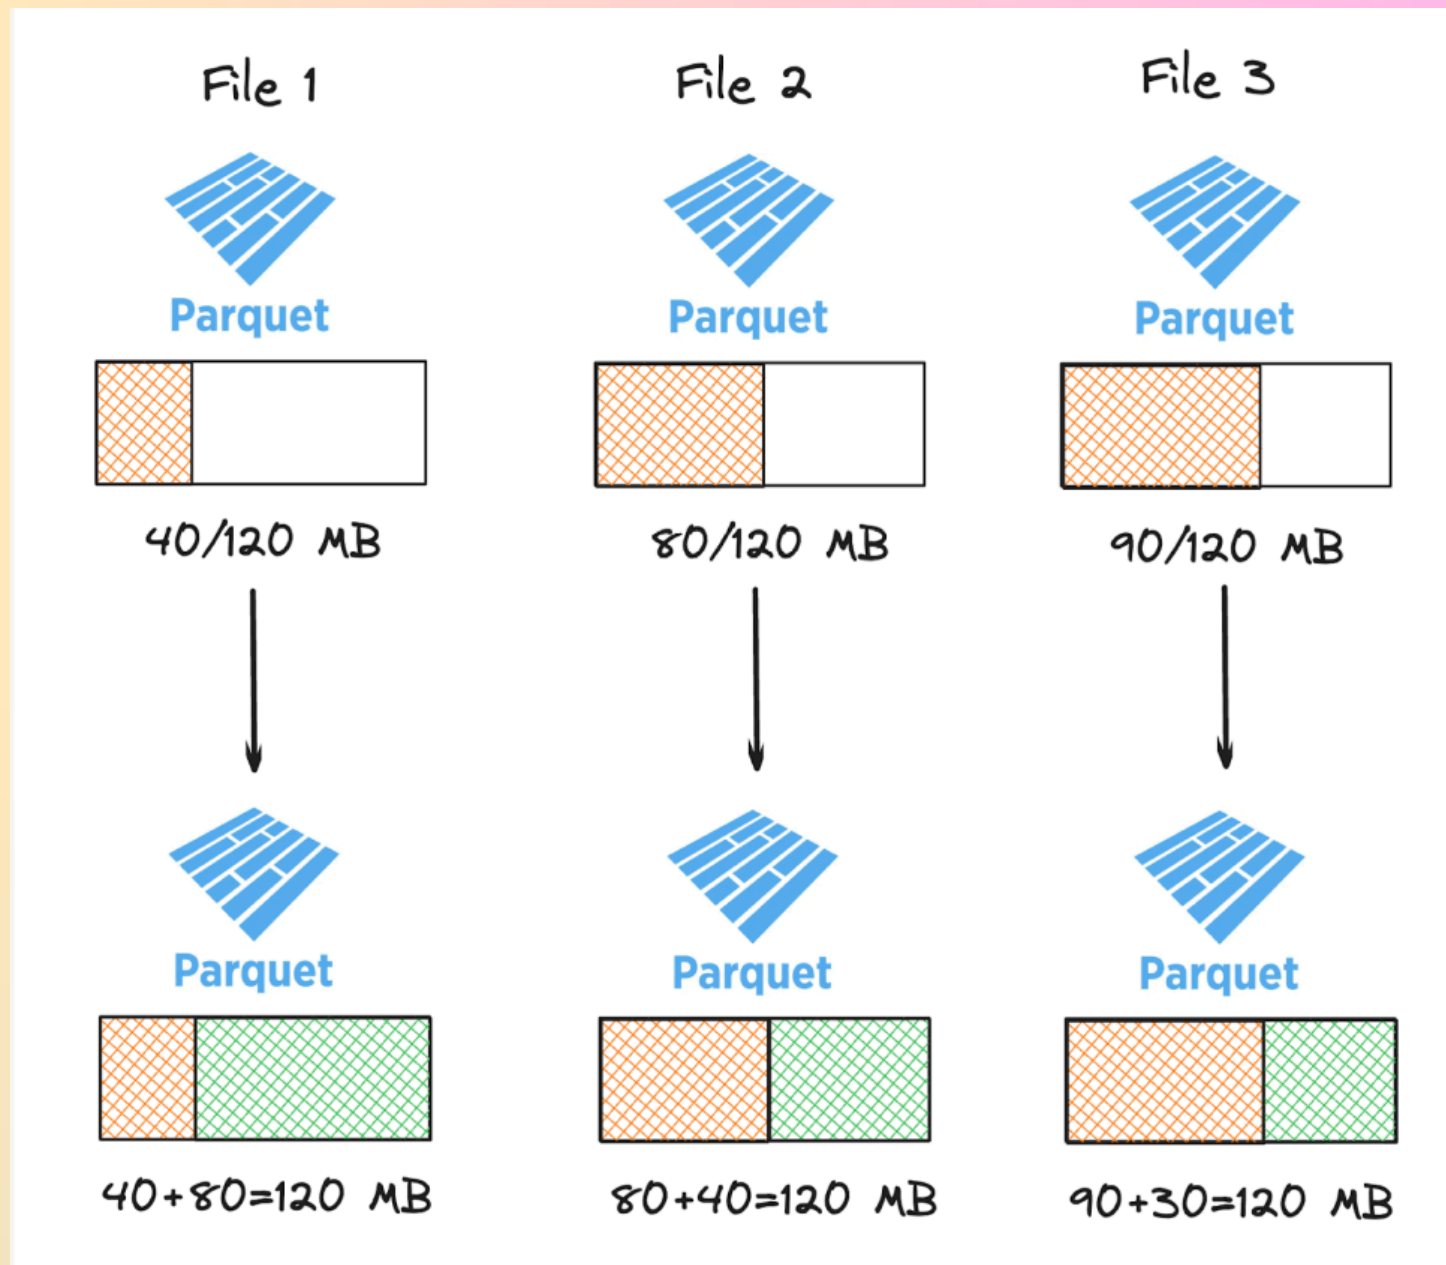 File 1
File 2
File 3
Parquet
Parquet
Parquet
40/120 MB
80/120 MB
90/120 MB
Parquet
Parquet
Parquet
40+80=120 MB
80+40=120 MB
90+30=120 MB